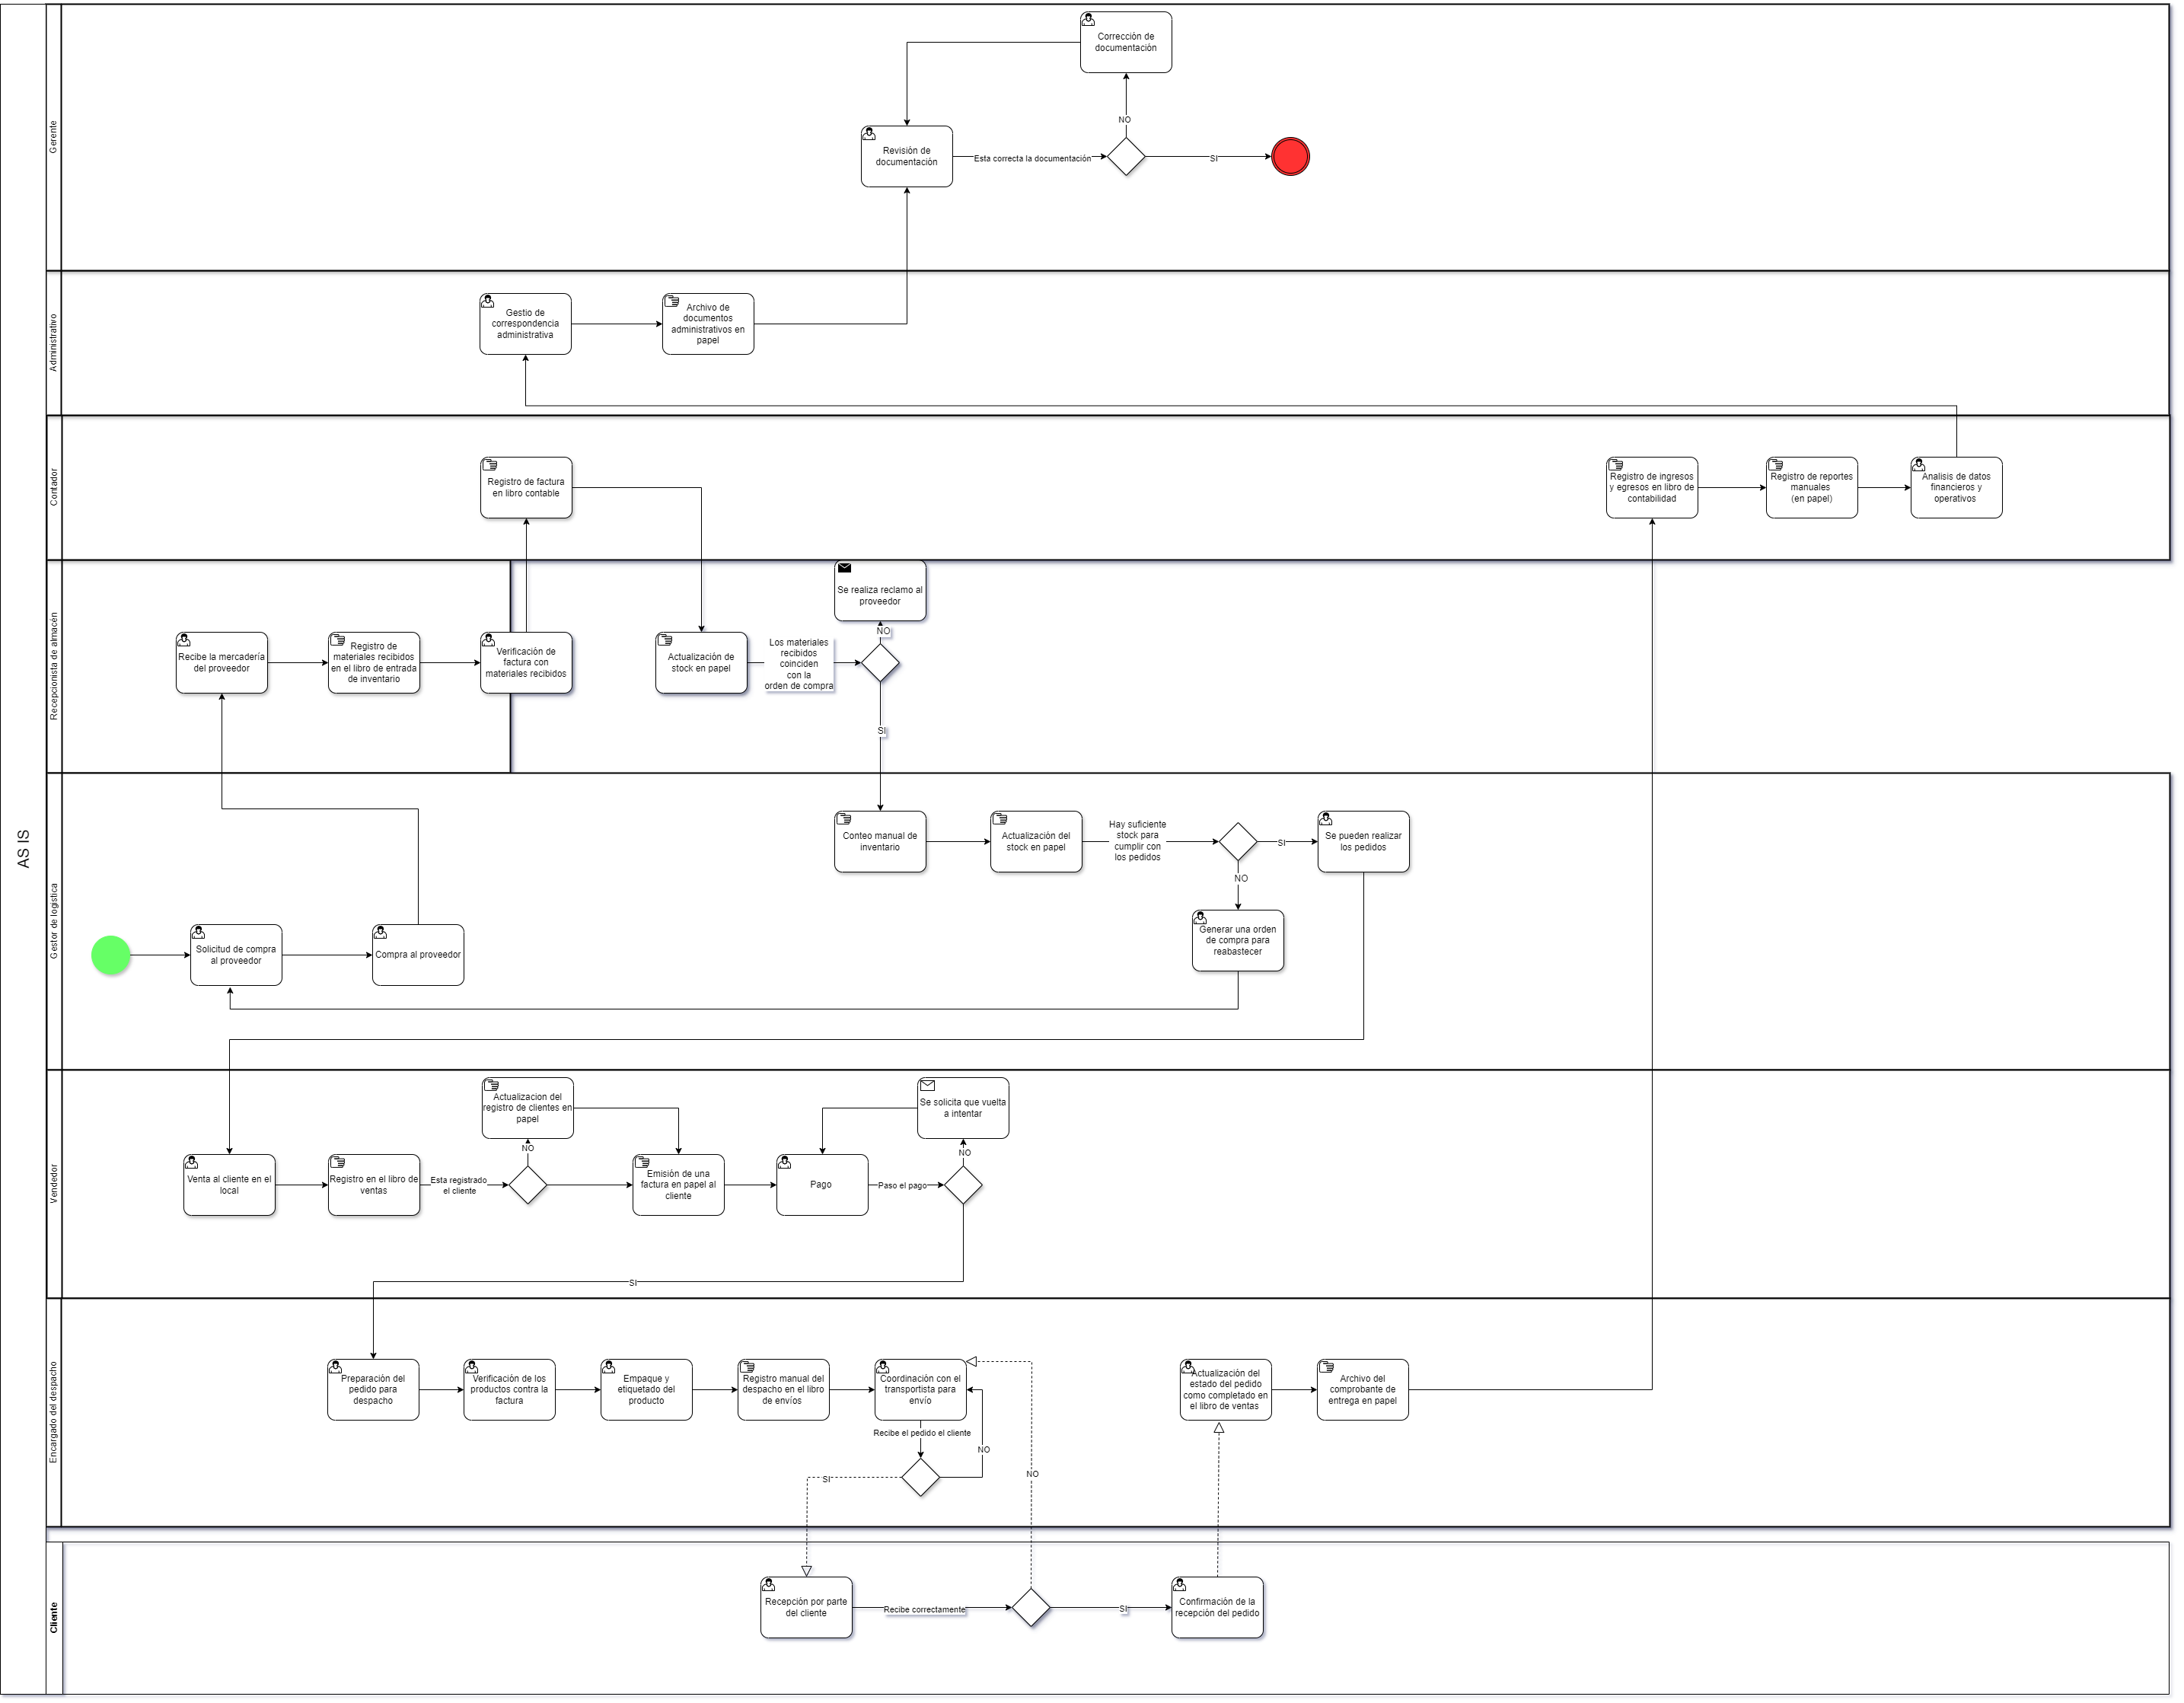 AS IS
Gerente
Corrección de
documentación
NO
Revisión de
documentación
Esta correcta la documentación
SI
Administrativo
Gestio de
correspondencia
administrativa
Archivo de
documentos
administrativos en
papel
Contador
Registro de factura
en libro contable
Registro de ingresos
y egresos en libro de
contabilidad
Registro de reportes
manuales
(en papel)
Analisis de datos
financieros y
operativos
Recepcionista de almacén
Recibe la mercadería
del proveedor
Registro de
materiales recibidos
en el libro de entrada
de inventario
Verificación de
factura con
materiales recibidos
Actualización de
stock en papel
Los materiales
recibidos
coinciden
con la
orden de compra
Se realiza reclamo al
proveedor
NO
SI
Gestor de logistica
Solicitud de compra
al proveedor
Compra al proveedor
Conteo manual de
inventario
Actualización del
stock en papel
Hay suficiente
stock para
cumplir con
los pedidos
SI
Se pueden realizar
los pedidos
NO
Generar una orden
de compra para
reabastecer
Vendedor
Venta al cliente en el
local
Registro en el libro de
ventas
Esta registrado
el cliente
NO
Actualizacion del
registro de clientes en
papel
Emisión de una
factura en papel al
cliente
Pago
Paso el pago
NO
Se solicita que vuelta
a intentar
SI
Encargado del despacho
Preparación del
pedido para
despacho
Verificación de los
productos contra la
factura
Empaque y
etiquetado del
producto
Registro manual del
despacho en el libro
de envíos
Coordinación con el
transportista para
envío
Recibe el pedido el cliente
NO
SI
NO
Actualización del
estado del pedido
como completado en
el libro de ventas
Archivo del
comprobante de
entrega en papel
Cliente
Recepción por parte
del cliente
Recibe correctamente
SI
Confirmación de la
recepción del pedido